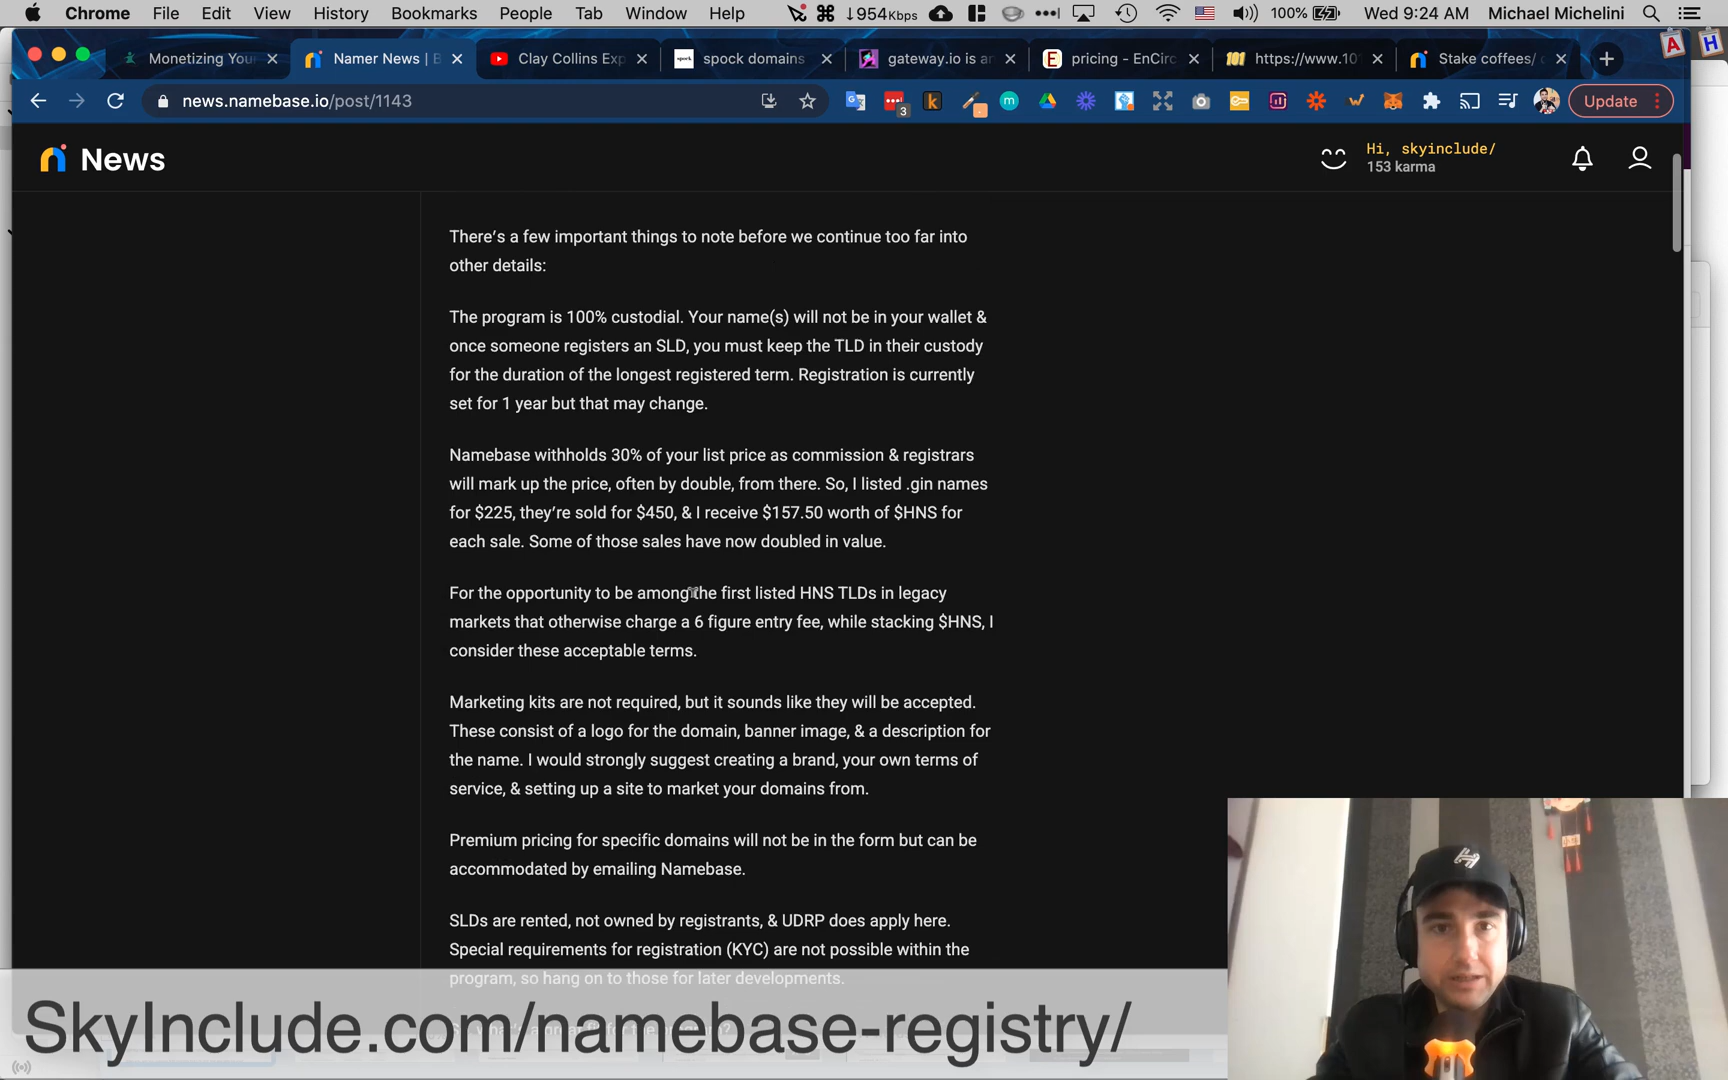 Chrome File Edit View History Bookmarks People Tab Window Help ↓954Kbps 100% Wed 9:24 AM Michael Michelini
Monetizing You Namer News | B Clay Collins Exp spock domains gateway.io is an pricing - EnCirc https://www.101 Stake coffees/
news.namebase.io/post/1143 3 Update
News
Hi, skyinclude/
153 karma
There's a few important things to note before we continue too far into
other details:
The program is 100% custodial. Your name(s) will not be in your wallet &
once someone registers an SLD, you must keep the TLD in their custody
for the duration of the longest registered term. Registration is currently
set for 1 year but that may change.
Namebase withholds 30% of your list price as commission & registrars
will mark up the price, often by double, from there. So, I listed .gin names
for $225, they're sold for $450, & I receive $157.50 worth of $HNS for
each sale. Some of those sales have now doubled in value.
For the opportunity to be among the first listed HNS TLDs in legacy
markets that otherwise charge a 6 figure entry fee, while stacking $HNS, I
consider these acceptable terms.
Marketing kits are not required, but it sounds like they will be accepted.
These consist of a logo for the domain, banner image, & a description for
the name. I would strongly suggest creating a brand, your own terms of
service, & setting up a site to market your domains from.
Premium pricing for specific domains will not be in the form but can be
accommodated by emailing Namebase.
SLDs are rented, not owned by registrants, & UDRP does apply here.
Special requirements for registration (KYC) are not possible within the
program, so hang on to those for later developments.
SkyInclude.com/namebase-registry/